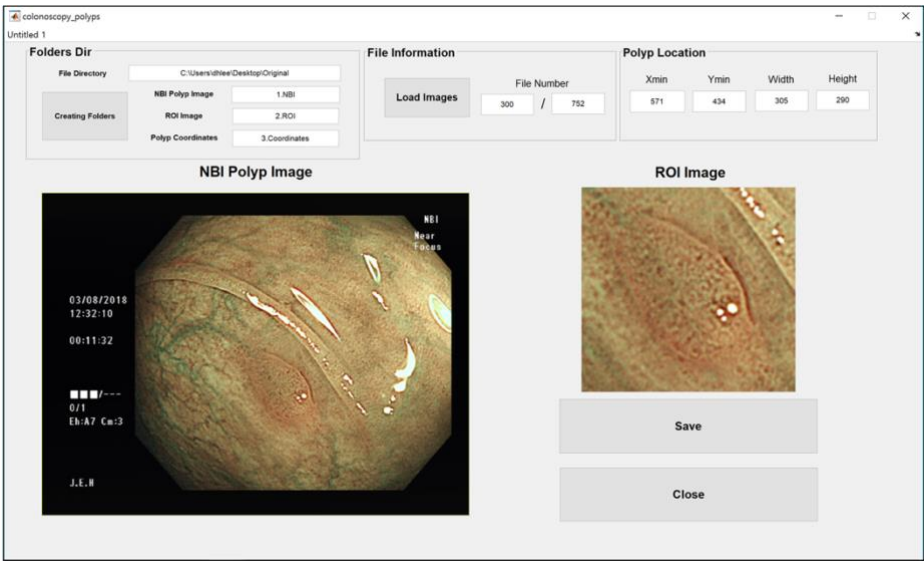 colonoscopy_polyps
Untitled 1
Folders Dir
File Directory
C:\Users\dhlee\Desktop\Original
Creating Folders
NBI Polyp Image
1.NBI
ROI Image
2.ROI
Polyp Coordinates
3.Coordinates
File Information
Load Images
File Number
300 / 752
Polyp Location
Xmin Ymin Width Height
571 434 305 290
NBI Polyp Image
NBI
Near
Focus
03/08/2018
12:32:10
00:11:32
■■■/---
0/1
Eh:A7 Cm:3
J.E.H
ROI Image
Save
Close